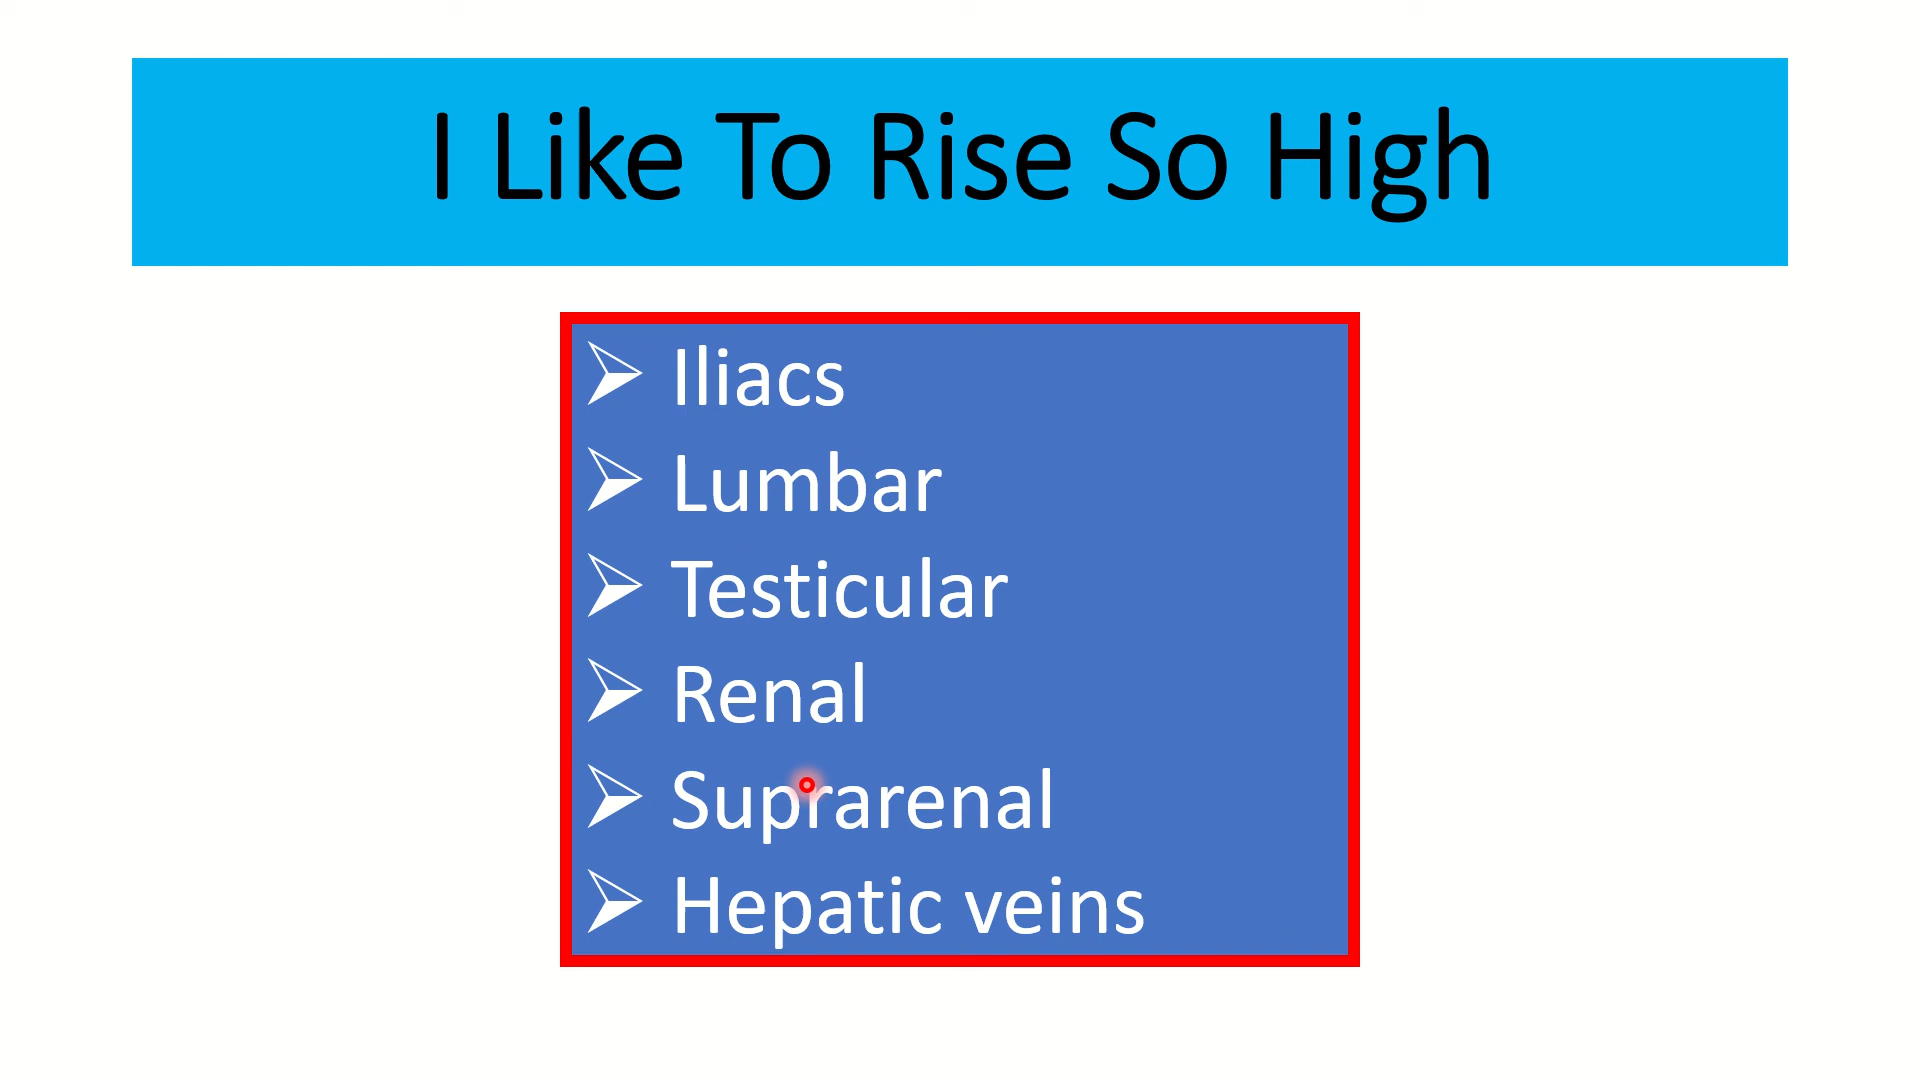 I Like To Rise So High
Iliacs
Lumbar
Testicular
Renal
Suprarenal
Hepatic veins